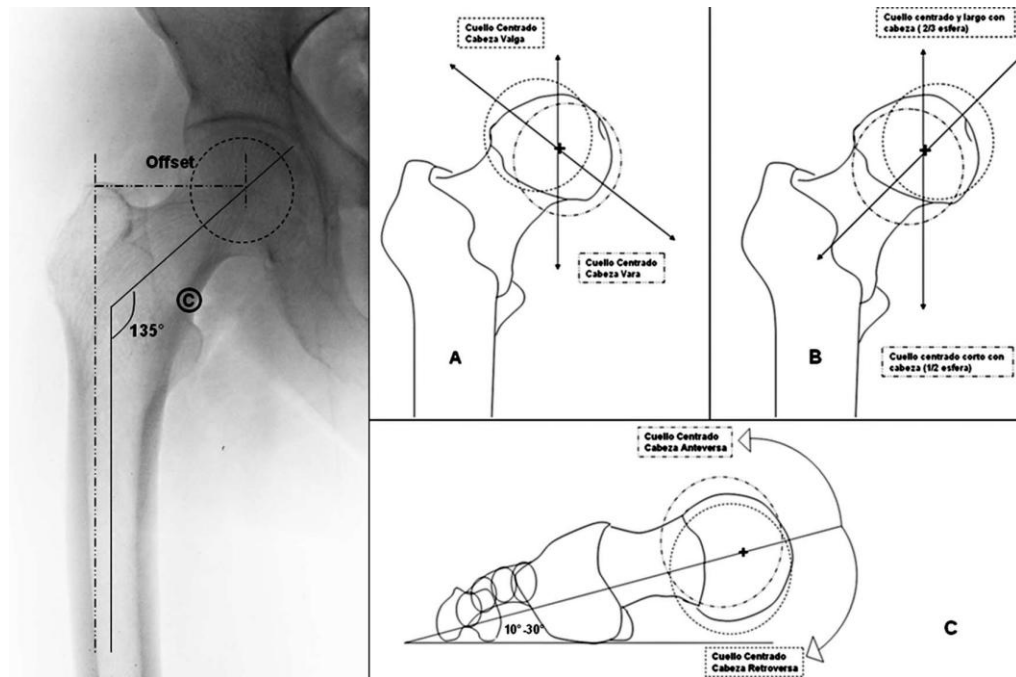 Offset
©
135°
Cuello Centrado
Cabeza Valga
Cuello Centrado
Cabeza Vara
A
Cuello centrado y largo con
cabeza ( 2/3 esfera)
Cuello centrado corto con
cabeza (1/2 esfera)
B
Cuello Centrado
Cabeza Anteversa
10°-30°
Cuello Centrado
Cabeza Retroversa
C